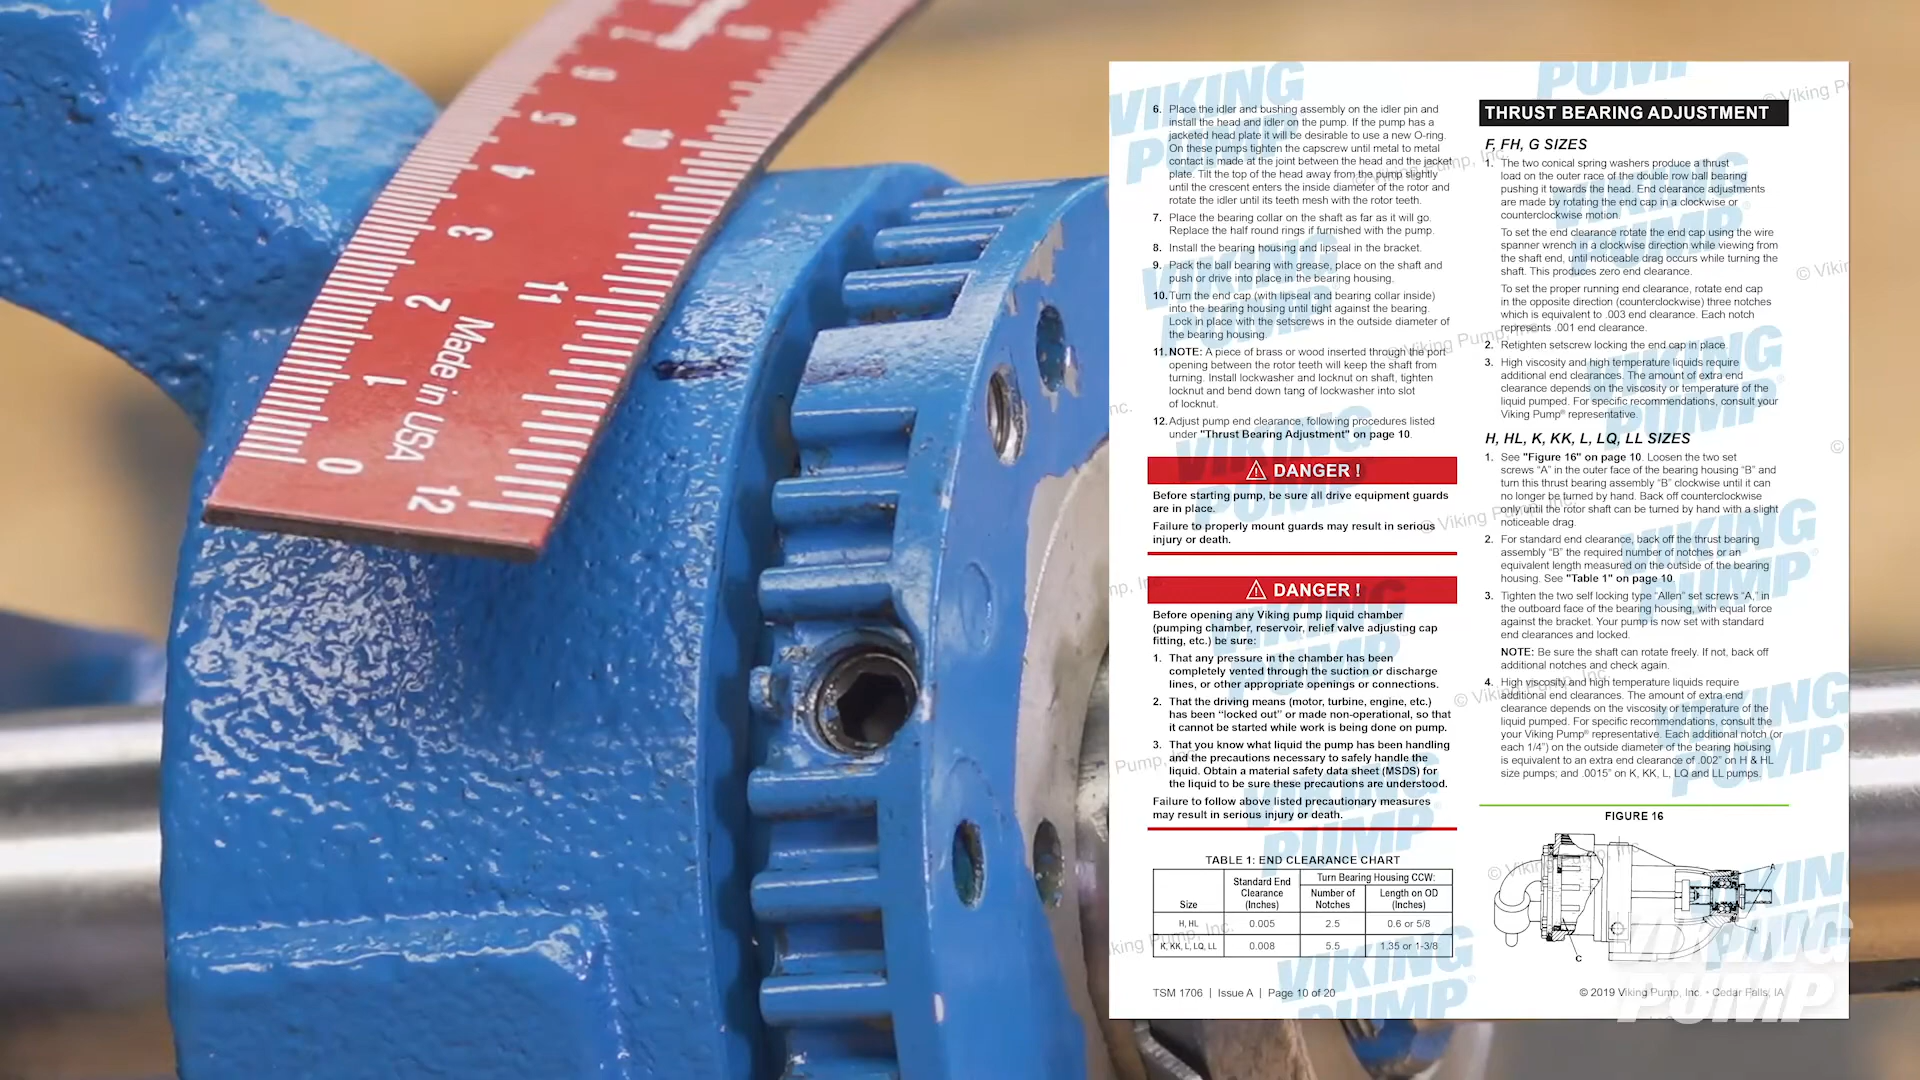 7
8
6
5
8
4
3
11
2
Made in USA
1
0
12
6. Place the idler and bushing assembly on the idler pin and
install the head and idler on the pump. If the pump has a
jacketed head plate it will be desirable to use a new O-ring.
On these pumps tighten the capscrew until metal to metal
contact is made at the joint between the head and the jacket
plate. Tilt the top of the head away from the pump slightly
until the crescent enters the inside diameter of the rotor and
rotate the idler until its teeth mesh with the rotor teeth.
7. Place the bearing collar on the shaft as far as it will go.
Replace the half round rings if furnished with the pump.
8. Install the bearing housing and lipseal in the bracket.
9. Pack the ball bearing with grease, place on the shaft and
push or drive into place in the bearing housing.
10. Turn the end cap (with lipseal and bearing collar inside)
into the bearing housing until tight against the bearing.
Lock in place with the setscrews in the outside diameter of
the bearing housing.
11. NOTE: A piece of brass or wood inserted through the port
opening between the rotor teeth will keep the shaft from
turning. Install lockwasher and locknut on shaft, tighten
locknut and bend down tang of lockwasher into slot
of locknut.
12. Adjust pump end clearance, following procedures listed
under "Thrust Bearing Adjustment" on page 10.
DANGER !
Before starting pump, be sure all drive equipment guards
are in place.
Failure to properly mount guards may result in serious
injury or death.
DANGER !
Before opening any Viking pump liquid chamber
(pumping chamber, reservoir, relief valve adjusting cap
fitting, etc.) be sure:
1. That any pressure in the chamber has been
completely vented through the suction or discharge
lines, or other appropriate openings or connections.
2. That the driving means (motor, turbine, engine, etc.)
has been “locked out” or made non-operational, so that
it cannot be started while work is being done on pump.
3. That you know what liquid the pump has been handling
and the precautions necessary to safely handle the
liquid. Obtain a material safety data sheet (MSDS) for
the liquid to be sure these precautions are understood.
Failure to follow above listed precautionary measures
may result in serious injury or death.
TABLE 1: END CLEARANCE CHART
Size
Standard End
Clearance
(Inches)
Turn Bearing Housing CCW:
Number of
Notches
Length on OD
(Inches)
H, HL 0.005 2.5 0.6 or 5/8
K, KK, L, LQ, LL 0.008 5.5 1.35 or 1-3/8
TSM 1706 | Issue A | Page 10 of 20
THRUST BEARING ADJUSTMENT
F, FH, G SIZES
1. The two conical spring washers produce a thrust
load on the outer race of the double row ball bearing
pushing it towards the head. End clearance adjustments
are made by rotating the end cap in a clockwise or
counterclockwise motion.
To set the end clearance rotate the end cap using the wire
spanner wrench in a clockwise direction while viewing from
the shaft end, until noticeable drag occurs while turning the
shaft. This produces zero end clearance.
To set the proper running end clearance, rotate end cap
in the opposite direction (counterclockwise) three notches
which is equivalent to .003 end clearance. Each notch
represents .001 end clearance.
2. Retighten setscrew locking the end cap in place.
3. High viscosity and high temperature liquids require
additional end clearances. The amount of extra end
clearance depends on the viscosity or temperature of the
liquid pumped. For specific recommendations, consult your
Viking Pump® representative.
H, HL, K, KK, L, LQ, LL SIZES
1. See "Figure 16" on page 10. Loosen the two set
screws “A” in the outer face of the bearing housing “B” and
turn this thrust bearing assembly “B” clockwise until it can
no longer be turned by hand. Back off counterclockwise
only until the rotor shaft can be turned by hand with a slight
noticeable drag.
2. For standard end clearance, back off the thrust bearing
assembly “B” the required number of notches or an
equivalent length measured on the outside of the bearing
housing. See "Table 1" on page 10.
3. Tighten the two self locking type “Allen” set screws “A,” in
the outboard face of the bearing housing, with equal force
against the bracket. Your pump is now set with standard
end clearances and locked.
NOTE: Be sure the shaft can rotate freely. If not, back off
additional notches and check again.
4. High viscosity and high temperature liquids require
additional end clearances. The amount of extra end
clearance depends on the viscosity or temperature of the
liquid pumped. For specific recommendations, consult the
your Viking Pump® representative. Each additional notch (or
each 1/4”) on the outside diameter of the bearing housing
is equivalent to an extra end clearance of .002” on H & HL
size pumps; and .0015” on K, KK, L, LQ and LL pumps.
FIGURE 16
A
C
© 2019 Viking Pump, Inc. • Cedar Falls, IA
VIKING
PUMP